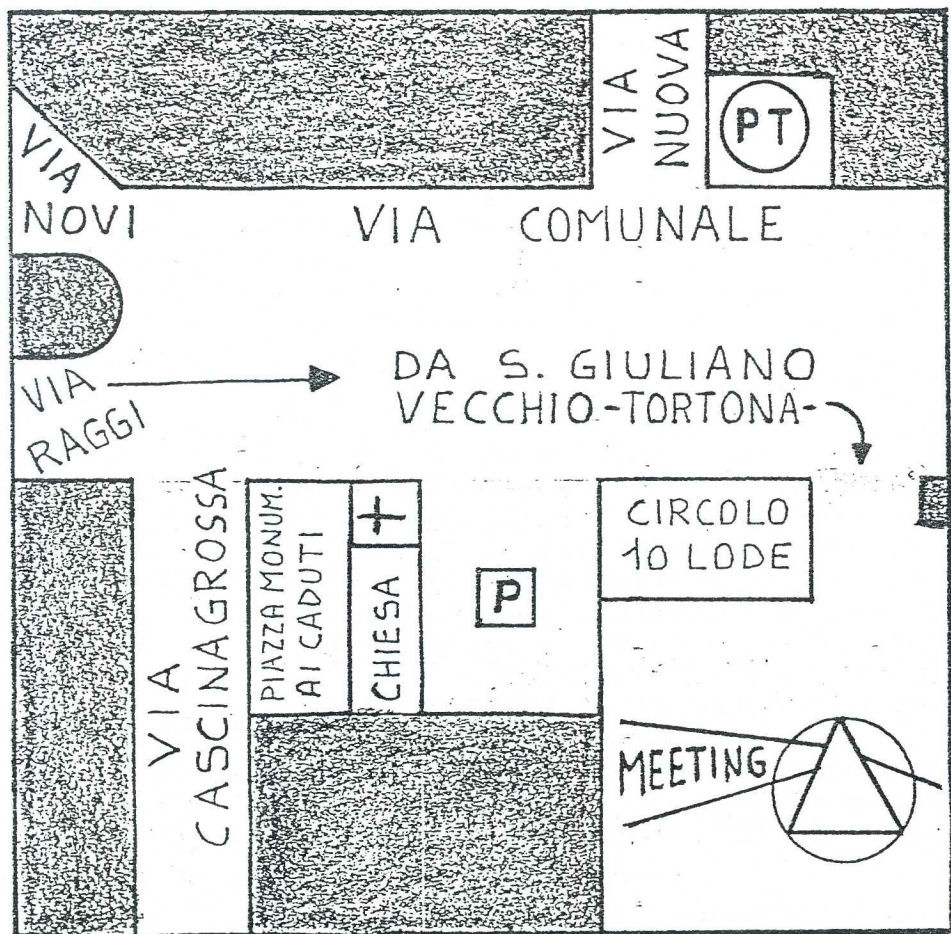 VIA
NUOVA
PT
VIA
NOVI
VIA COMUNALE
DA S. GIULIANO
VECCHIO-TORTONA-
VIA
RAGGI
VIA
CASCINAGROSSA
PIAZZA MONUM.
AI CADUTI
CHIESA
P
CIRCOLO
10 LODE
MEETING